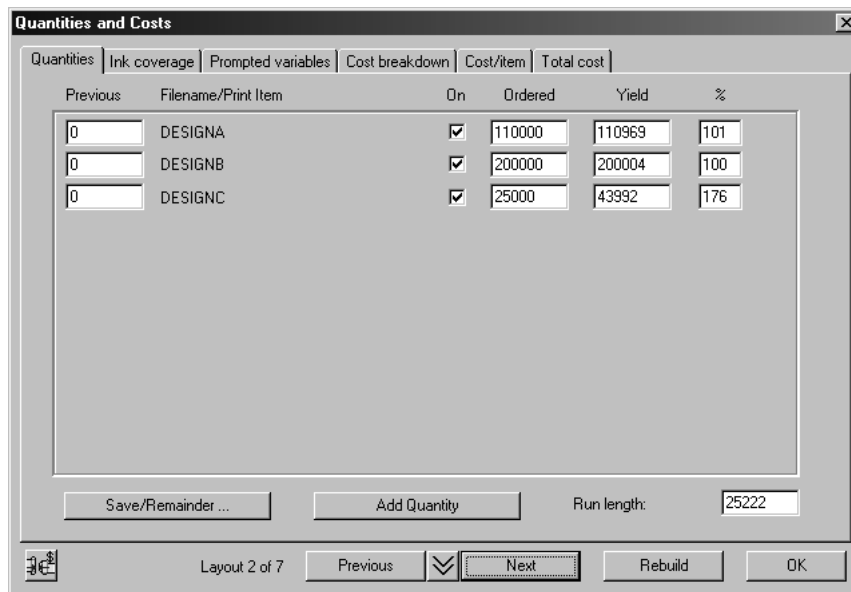 Quantities and Costs
Quantities Ink coverage Prompted variables Cost breakdown Cost/item Total cost
Previous Filename/Print Item On Ordered Yield %
0 DESIGNA 110000 110969 101
0 DESIGNB 200000 200004 100
0 DESIGNC 25000 43992 176
Save/Remainder ... Add Quantity Run length: 25222
Layout 2 of 7 Previous Next Rebuild OK